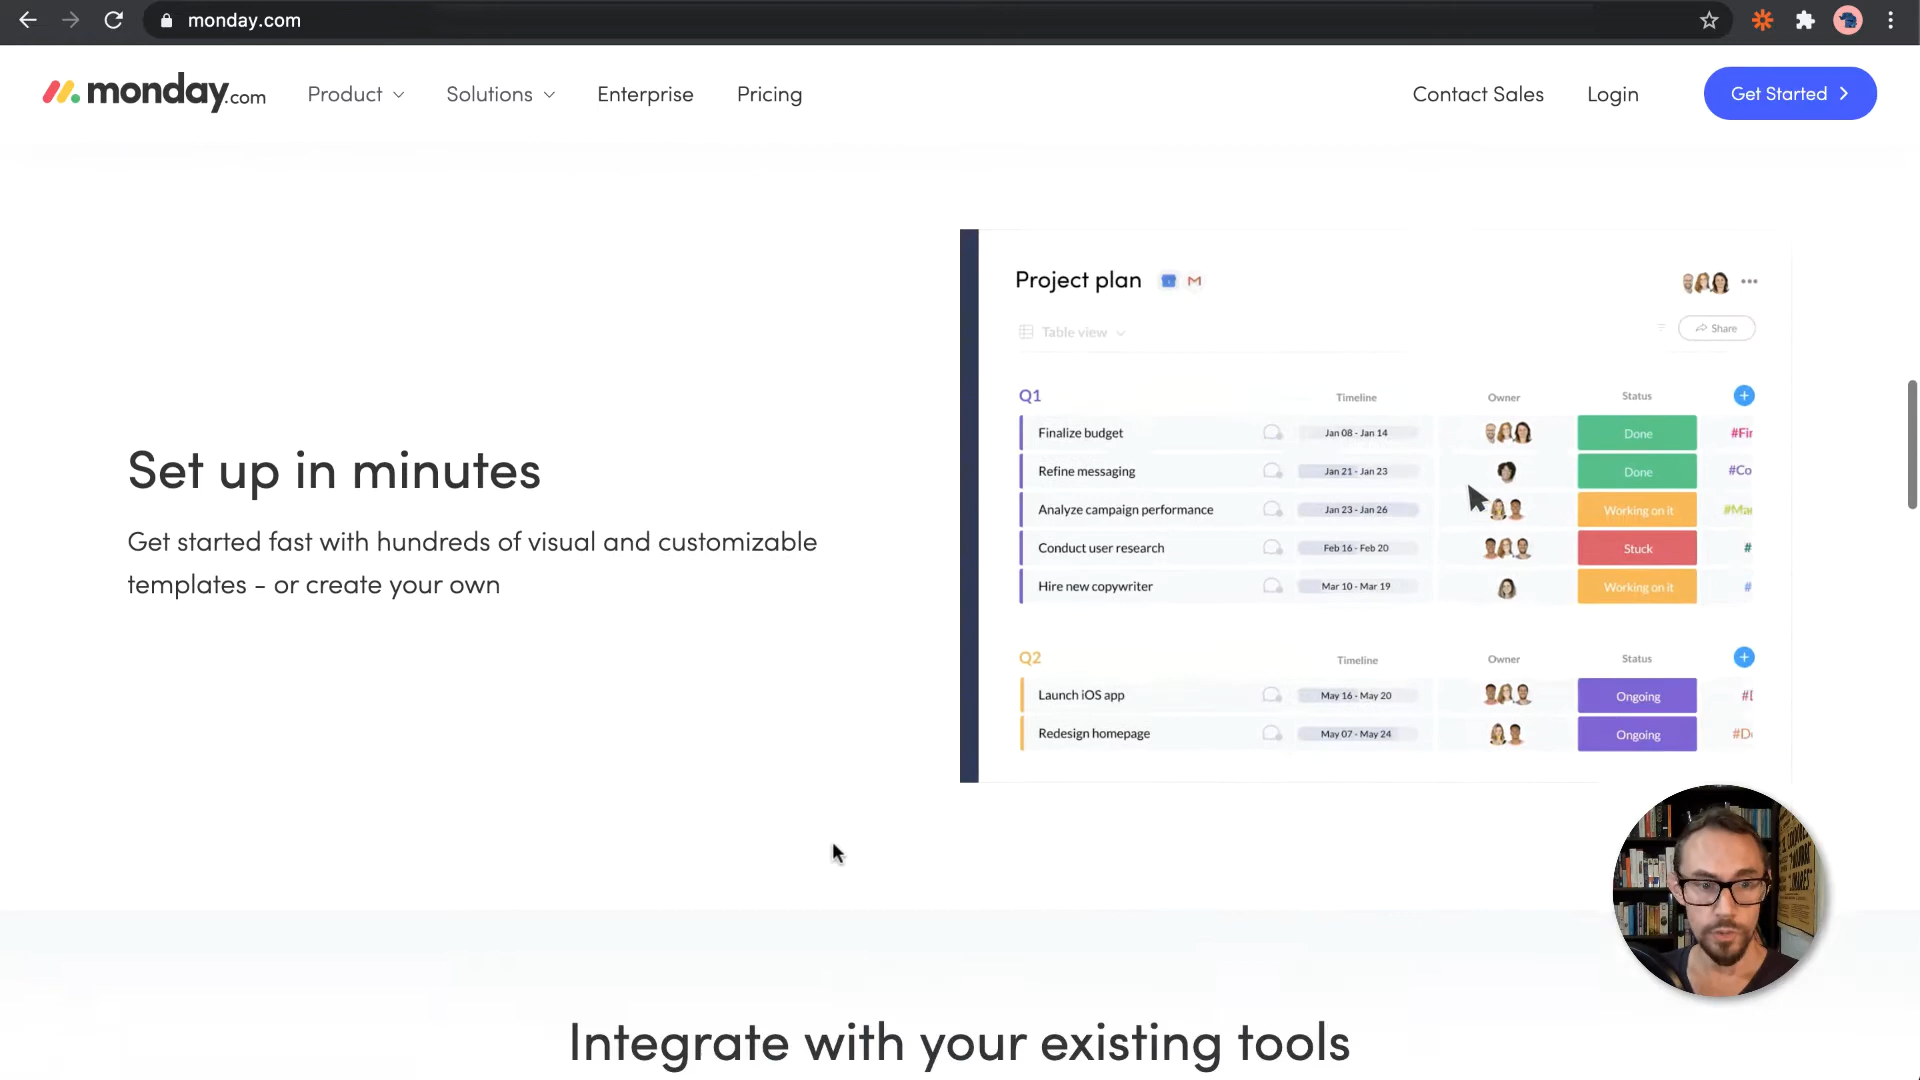 monday.com
monday.com
Product
Solutions
Enterprise
Pricing
Contact Sales
Login
Get Started
Project plan
Table view
Share
Q1
Timeline
Owner
Status
Finalize budget
Jan 08 - Jan 14
Done
#Fir
Refine messaging
Jan 21 - Jan 23
Done
#Co
Analyze campaign performance
Jan 23 - Jan 26
Working on it
#Mar
Conduct user research
Feb 16 - Feb 20
Stuck
#
Hire new copywriter
Mar 10 - Mar 19
Working on it
#
Set up in minutes
Get started fast with hundreds of visual and customizable
templates - or create your own
Q2
Timeline
Owner
Status
Launch iOS app
May 16 - May 20
Ongoing
Redesign homepage
May 07 - May 24
Ongoing
Integrate with your existing tools